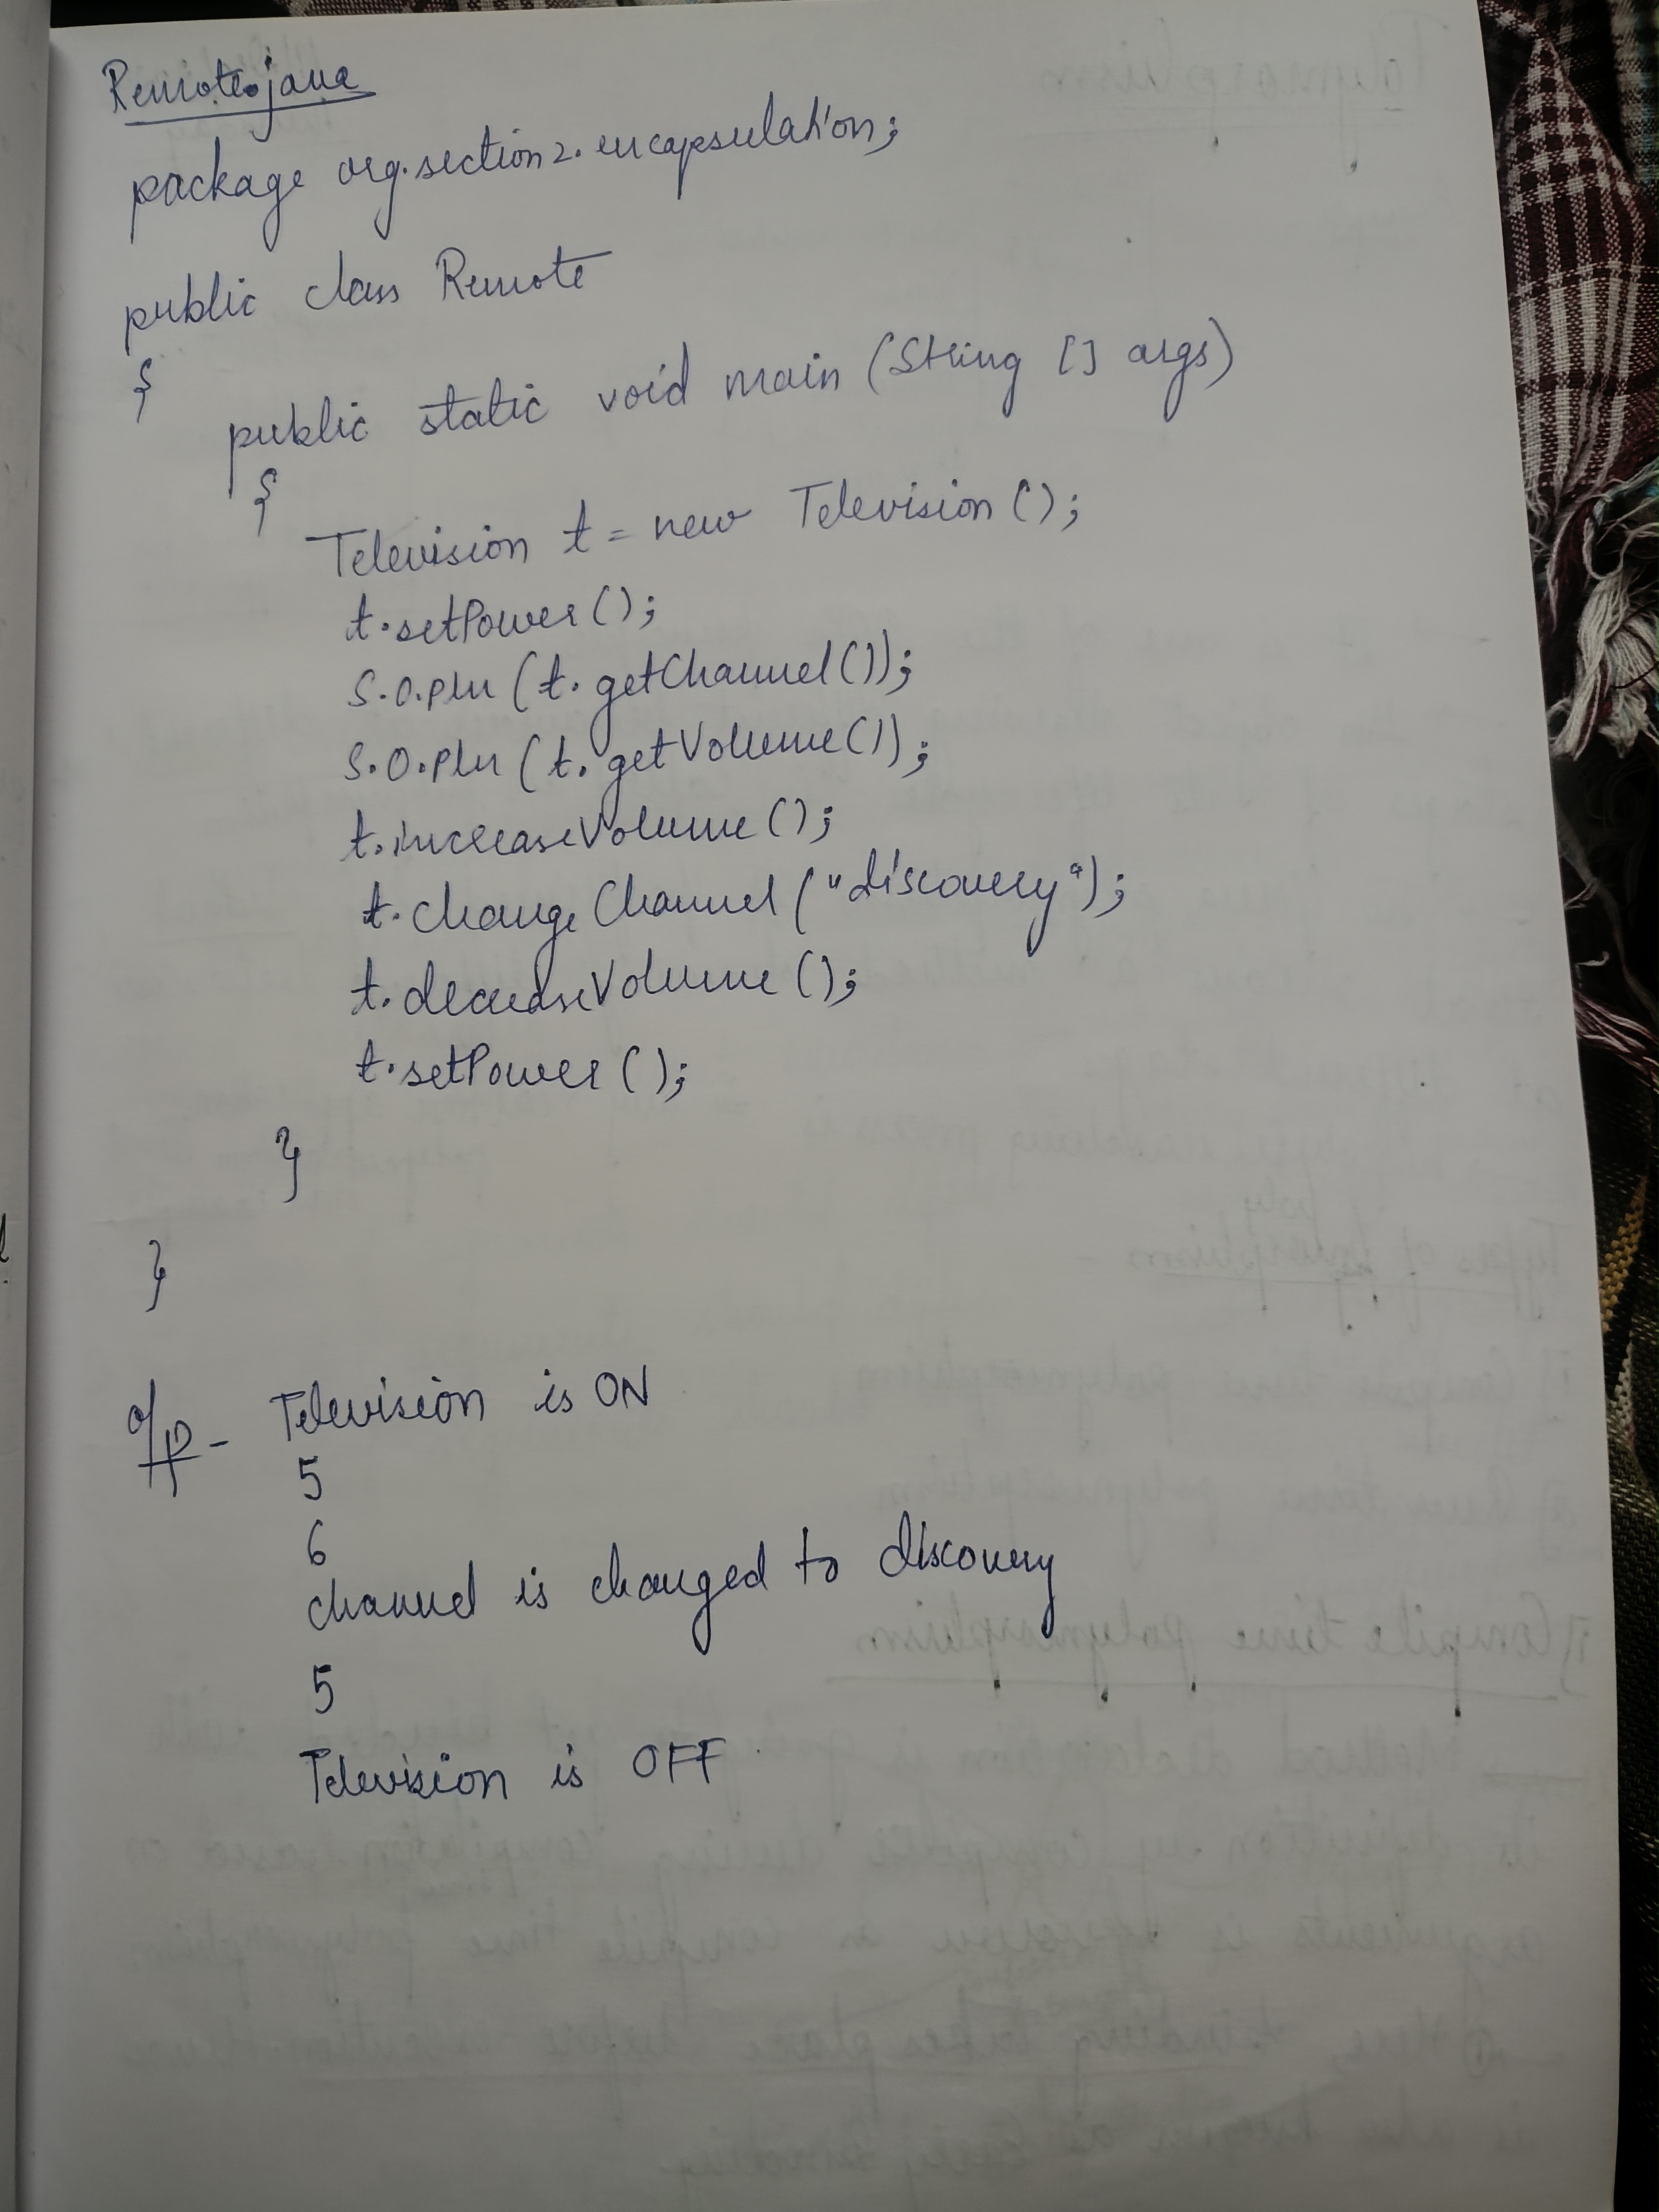 Remote.java
package org.section2.encapsulation;
public class Remote
{
public static void main (String [] args)
{
Television t = new Television ();
t.setPower ();
S.O.pln (t. getChannel ());
S.O.pln (t. getVolume ());
t.increaseVolume ();
t. change Channel ("discovery");
t. decreaseVolume ();
t.setPower ();
}
}
o/p - Television is ON
5
6
channel is changed to discovery
5
Television is OFF